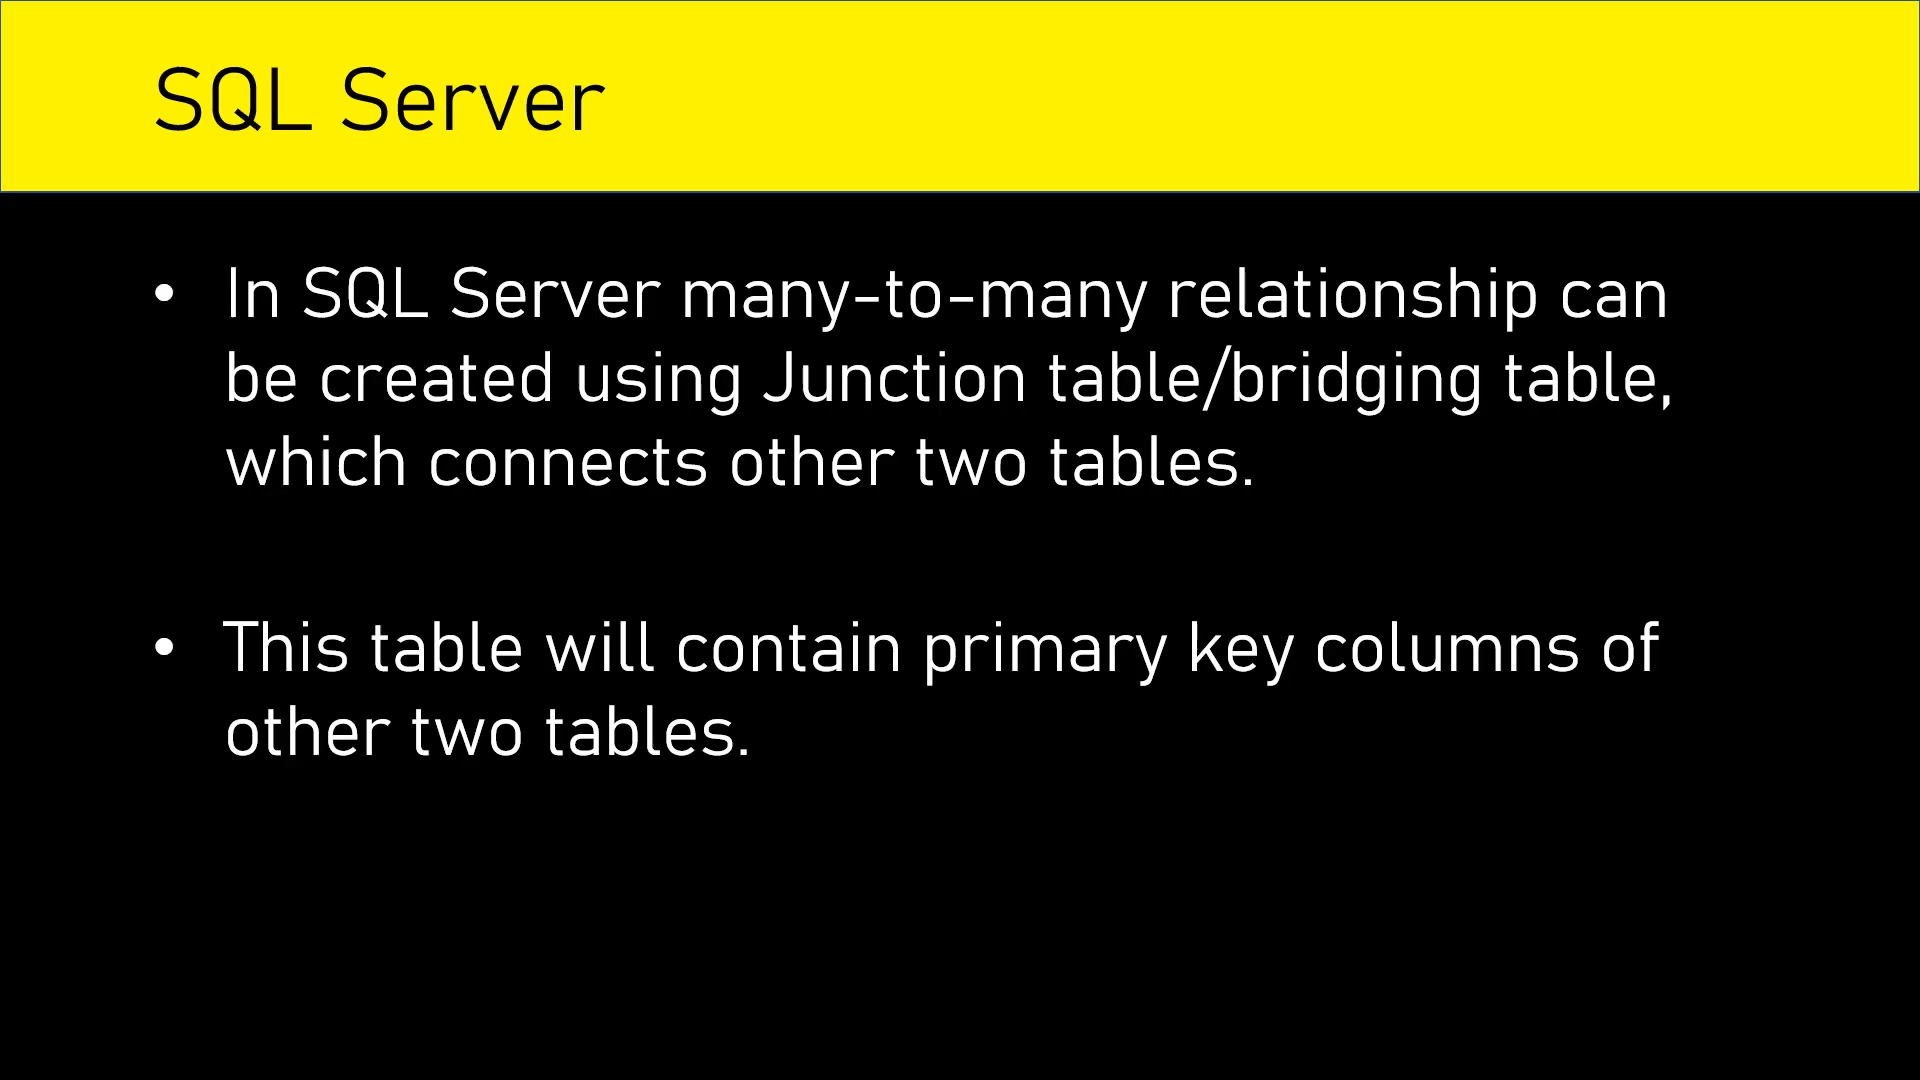 SQL Server
• In SQL Server many-to-many relationship can
be created using Junction table/bridging table,
which connects other two tables.
• This table will contain primary key columns of
other two tables.